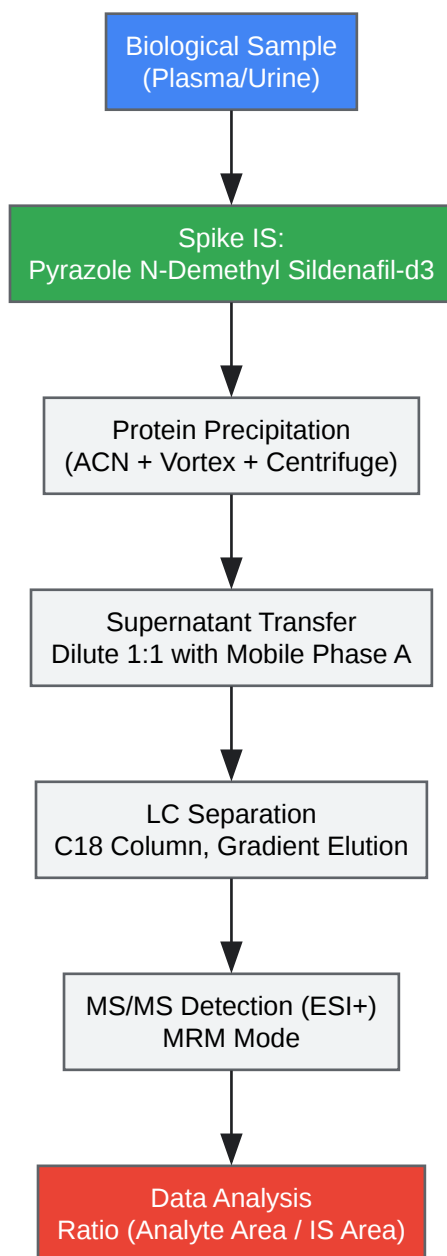 Biological Sample
(Plasma/Urine)
Spike IS:
Pyrazole N-Demethyl Sildenafil-d3
Protein Precipitation
(ACN + Vortex + Centrifuge)
Supernatant Transfer
Dilute 1:1 with Mobile Phase A
LC Separation
C18 Column, Gradient Elution
MS/MS Detection (ESI+)
MRM Mode
Data Analysis
Ratio (Analyte Area / IS Area)